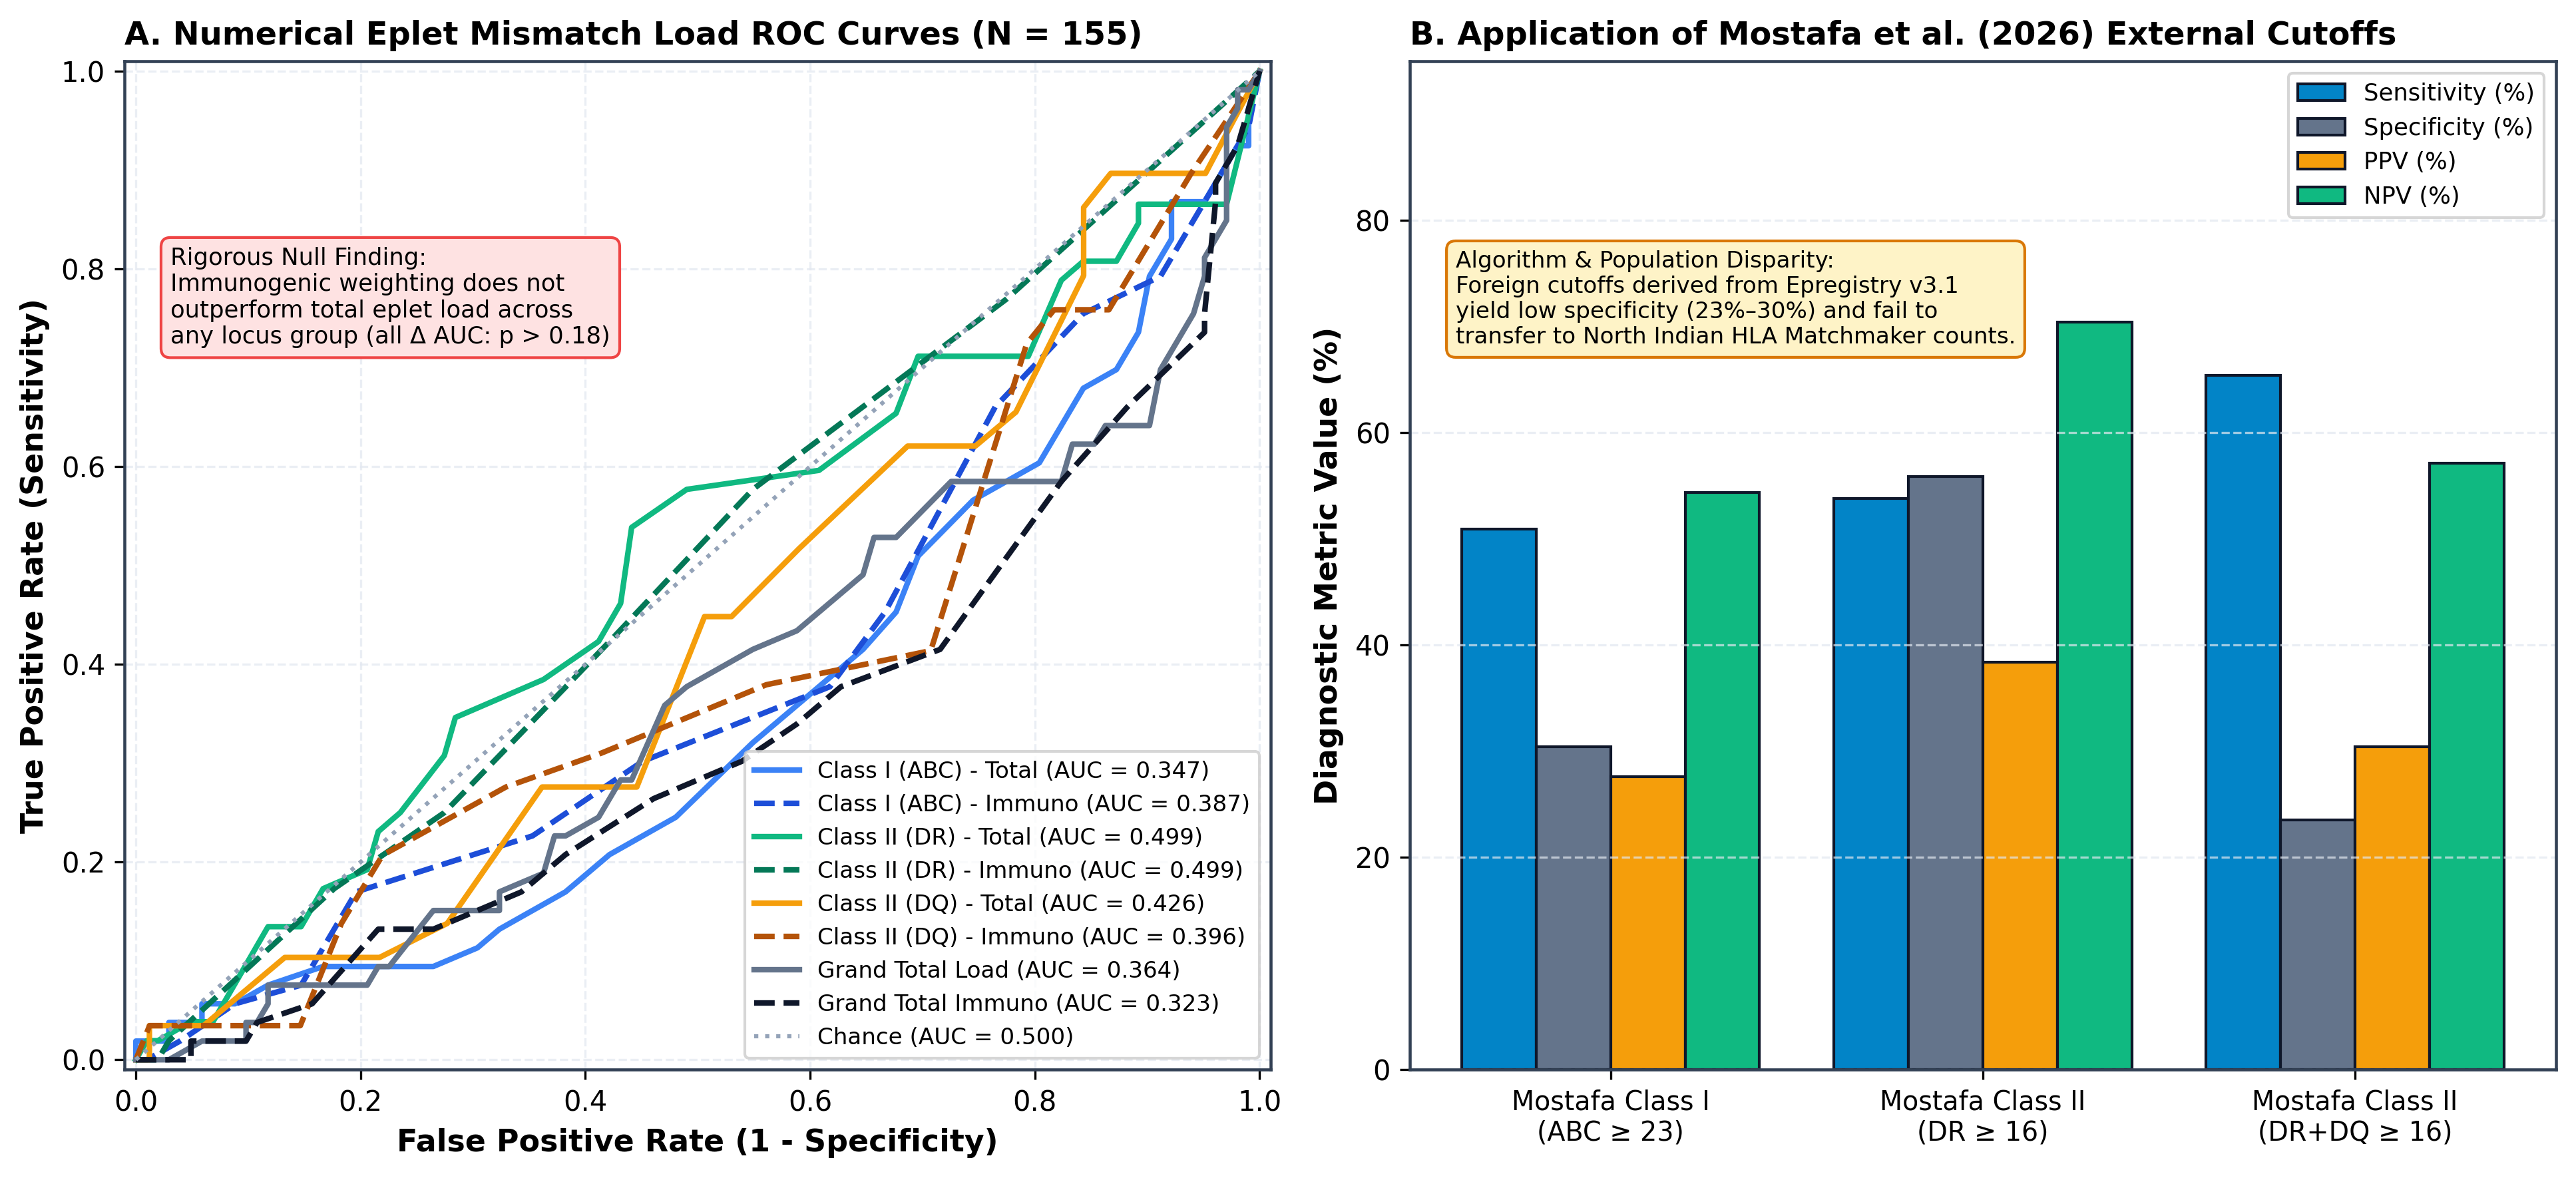 A. Numerical Eplet Mismatch Load ROC Curves (N = 155)
True Positive Rate (Sensitivity)
1.0
0.8
0.6
0.4
0.2
0.0
Rigorous Null Finding:
Immunogenic weighting does not
outperform total eplet load across
any locus group (all Δ AUC: p > 0.18)
Class I (ABC) - Total (AUC = 0.347)
Class I (ABC) - Immuno (AUC = 0.387)
Class II (DR) - Total (AUC = 0.499)
Class II (DR) - Immuno (AUC = 0.499)
Class II (DQ) - Total (AUC = 0.426)
Class II (DQ) - Immuno (AUC = 0.396)
Grand Total Load (AUC = 0.364)
Grand Total Immuno (AUC = 0.323)
Chance (AUC = 0.500)
0.0 0.2 0.4 0.6 0.8 1.0
False Positive Rate (1 - Specificity)
B. Application of Mostafa et al. (2026) External Cutoffs
Diagnostic Metric Value (%)
80
60
40
20
0
Sensitivity (%)
Specificity (%)
PPV (%)
NPV (%)
Algorithm & Population Disparity:
Foreign cutoffs derived from Epregistry v3.1
yield low specificity (23%–30%) and fail to
transfer to North Indian HLA Matchmaker counts.
Mostafa Class I
(ABC ≥ 23)
Mostafa Class II
(DR ≥ 16)
Mostafa Class II
(DR+DQ ≥ 16)